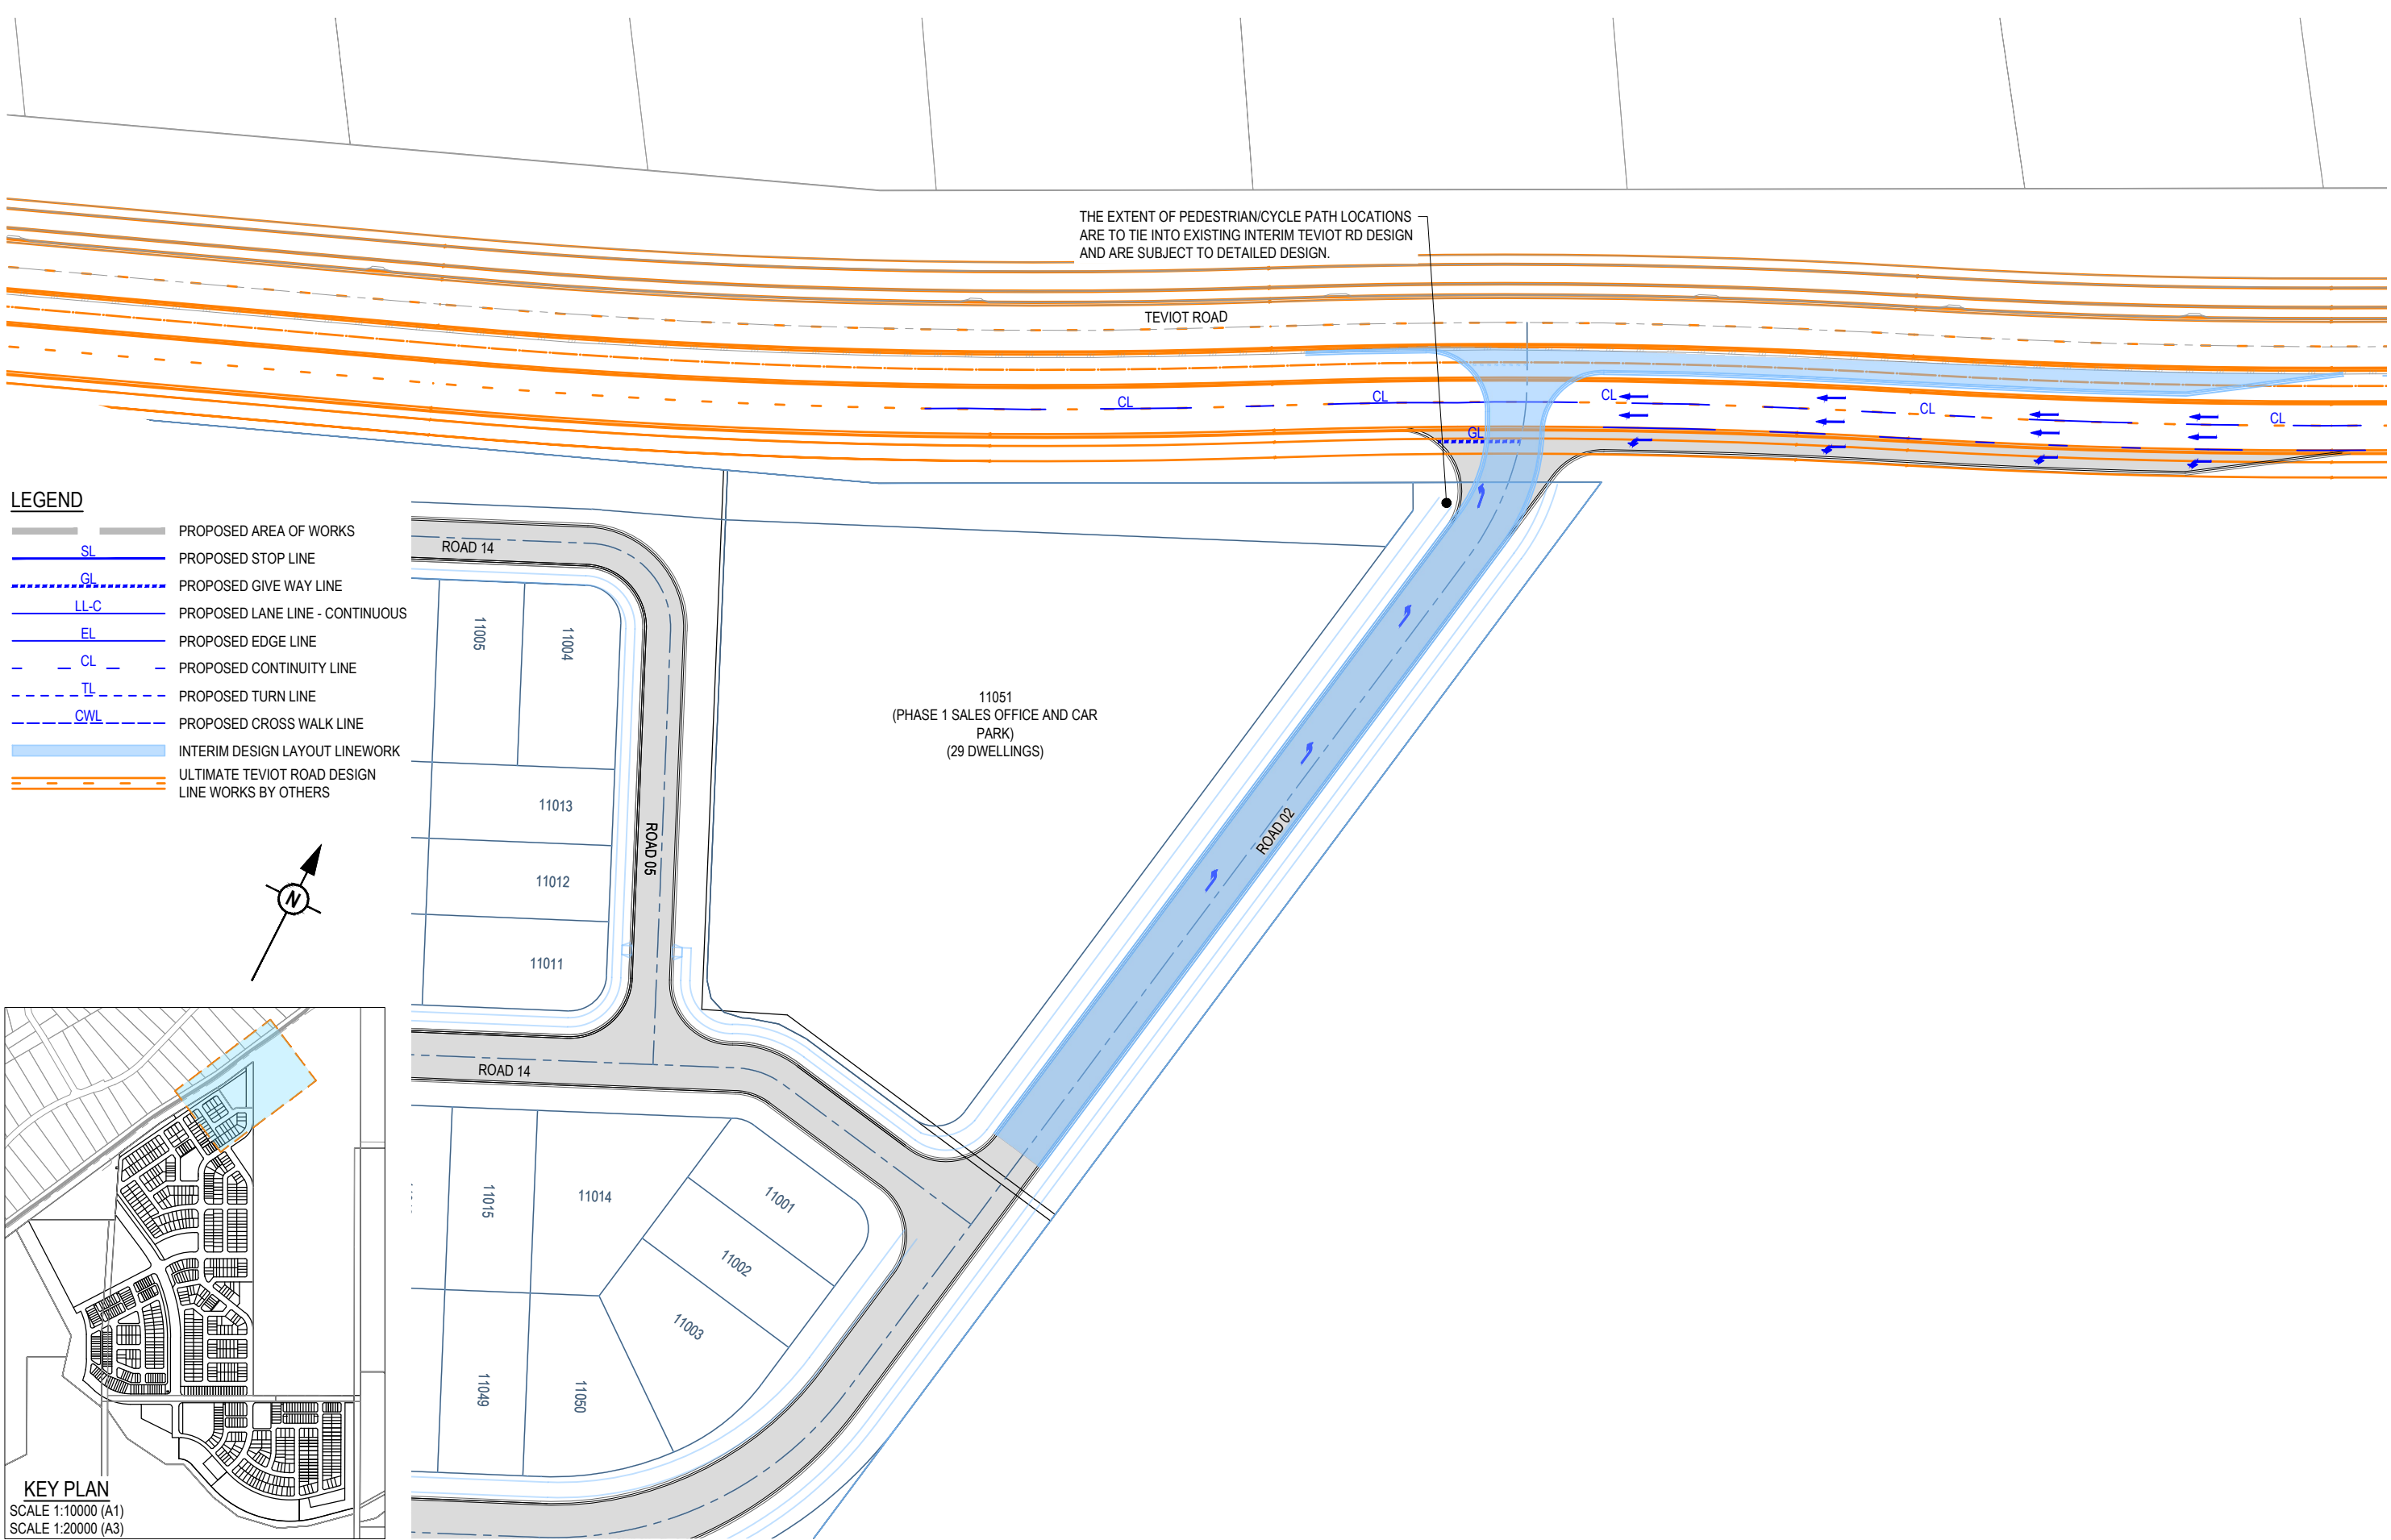 THE EXTENT OF PEDESTRIAN/CYCLE PATH LOCATIONS
ARE TO TIE INTO EXISTING INTERIM TEVIOT RD DESIGN
AND ARE SUBJECT TO DETAILED DESIGN.
TEVIOT ROAD
CL
CL
CL
CL
CL
GL
LEGEND
PROPOSED AREA OF WORKS
SL
PROPOSED STOP LINE
GL
PROPOSED GIVE WAY LINE
LL-C
PROPOSED LANE LINE - CONTINUOUS
EL
PROPOSED EDGE LINE
CL
PROPOSED CONTINUITY LINE
TL
PROPOSED TURN LINE
CWL
PROPOSED CROSS WALK LINE
INTERIM DESIGN LAYOUT LINEWORK
ULTIMATE TEVIOT ROAD DESIGN
LINE WORKS BY OTHERS
N
ROAD 14
11005
11004
11013
11012
11011
ROAD 05
11051
(PHASE 1 SALES OFFICE AND CAR
PARK)
(29 DWELLINGS)
ROAD 02
ROAD 14
11015
11014
11001
11002
11003
11049
11050
KEY PLAN
SCALE 1:10000 (A1)
SCALE 1:20000 (A3)